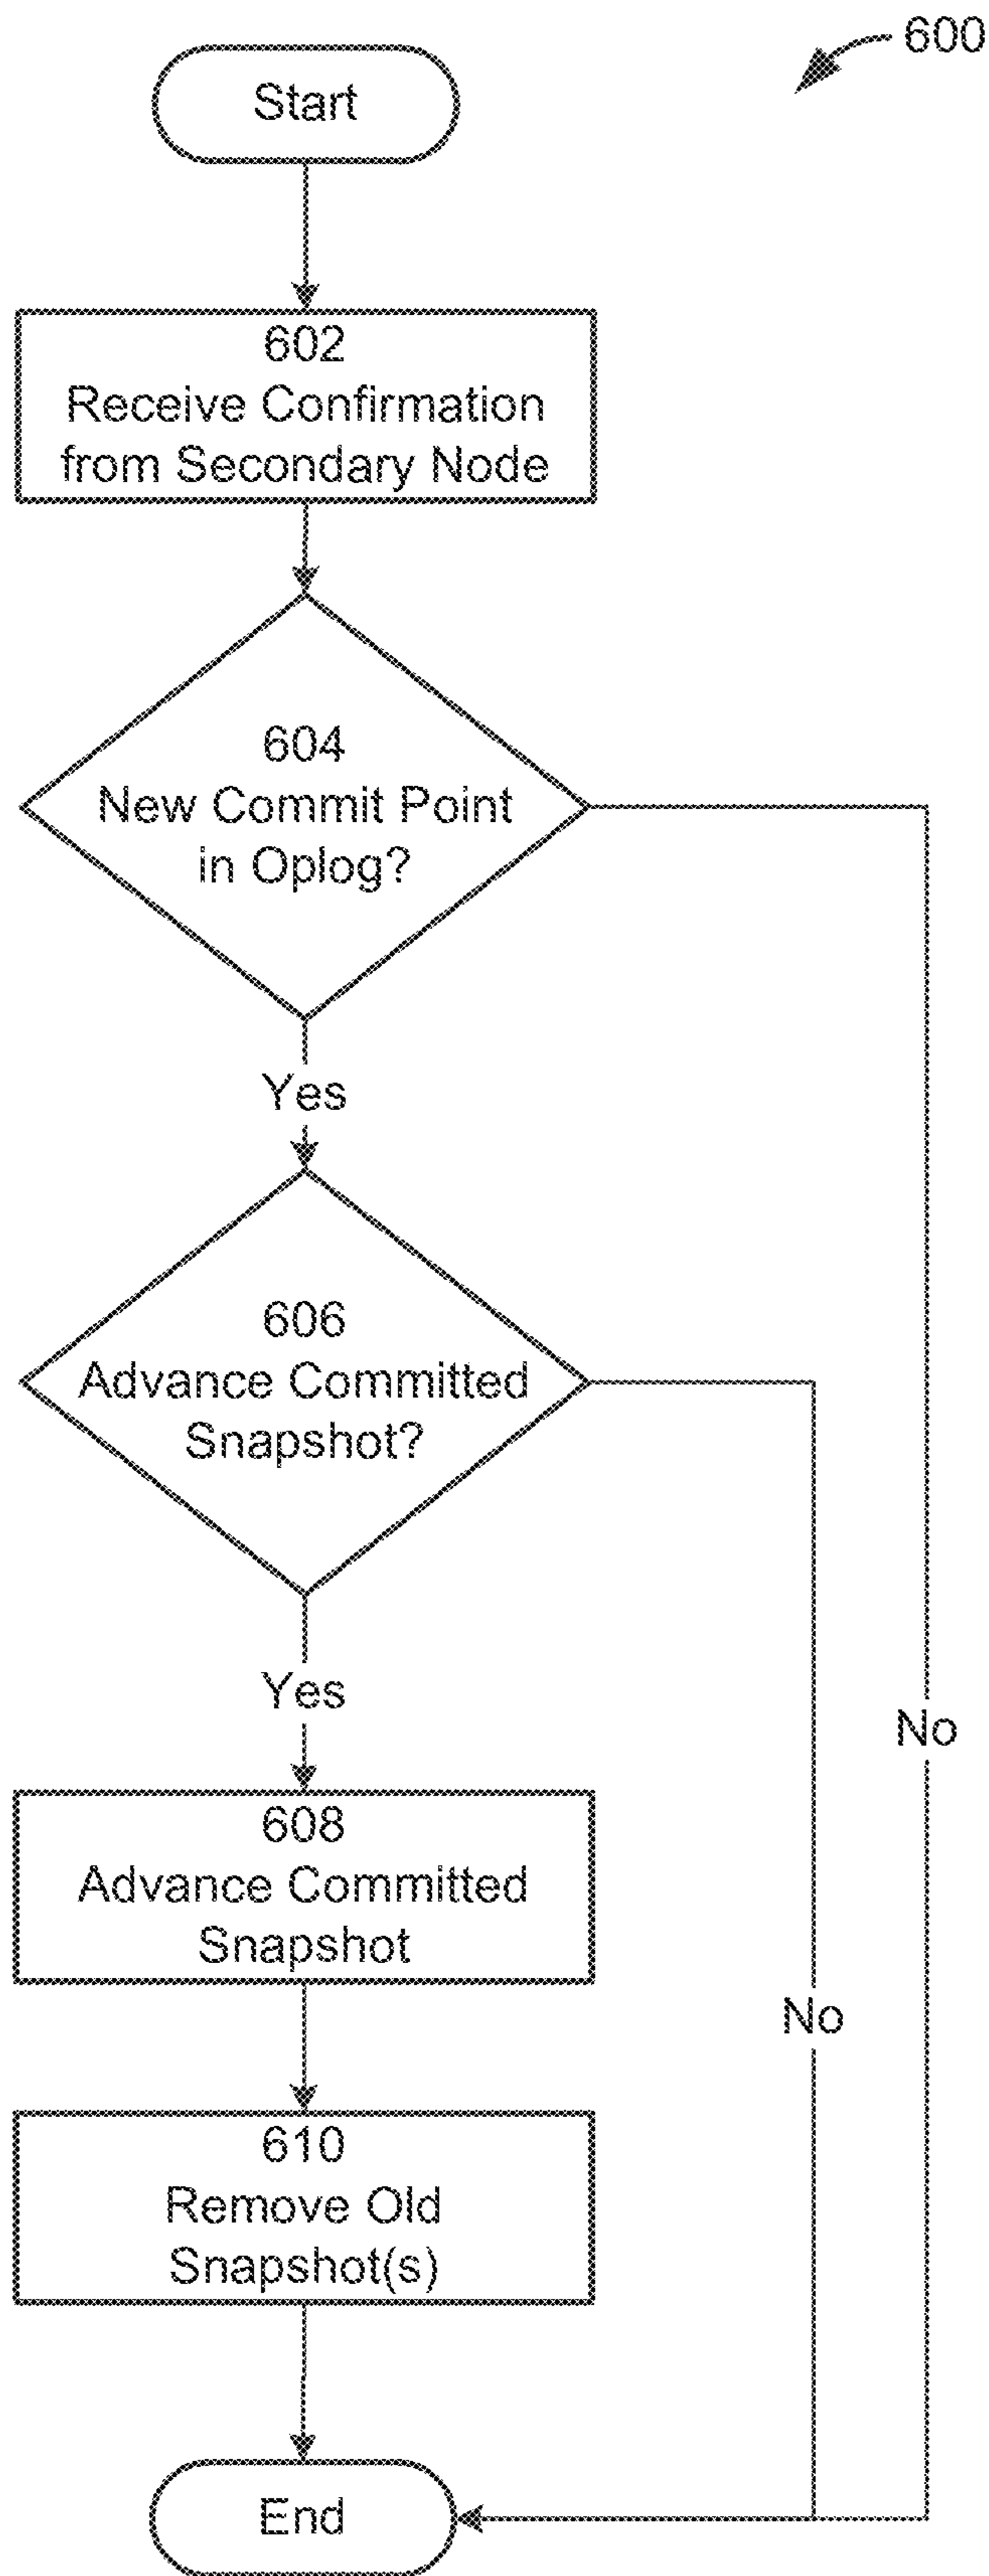 600
Start
602
Receive Confirmation
from Secondary Node
604
New Commit Point
in Oplog?
Yes
606
Advance Committed
Snapshot?
Yes
No
608
Advance Committed
Snapshot
No
610
Remove Old
Snapshot(s)
End